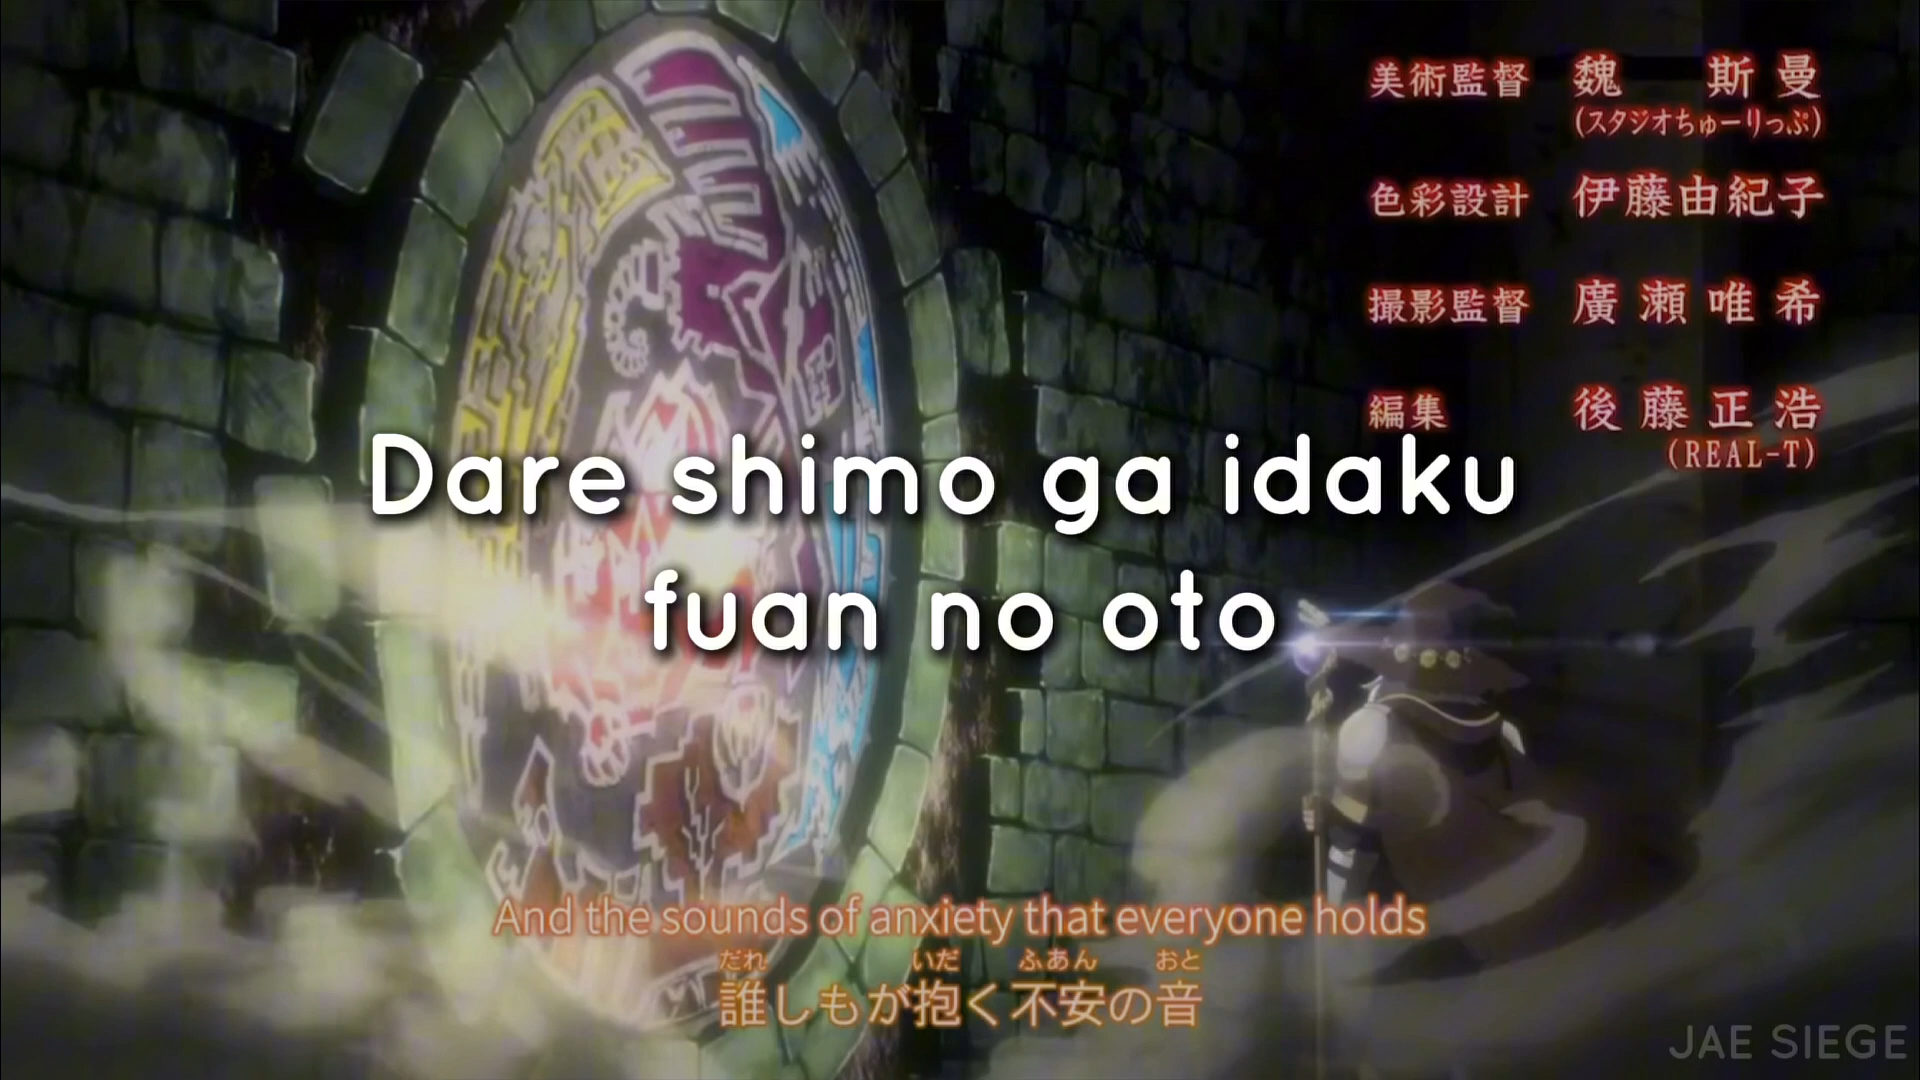 美術監督 魏 斯 曼
(スタジオちゅーりっぷ)
色彩設計 伊藤由紀子
撮影監督 廣 瀬 唯 希
編集 後 藤 正 浩
(REAL-T)
Dare shimo ga idaku
fuan no oto
And the sounds of anxiety that everyone holds
だれ いだ ふあん おと
誰しもが抱く不安の音
JAE SIEGE